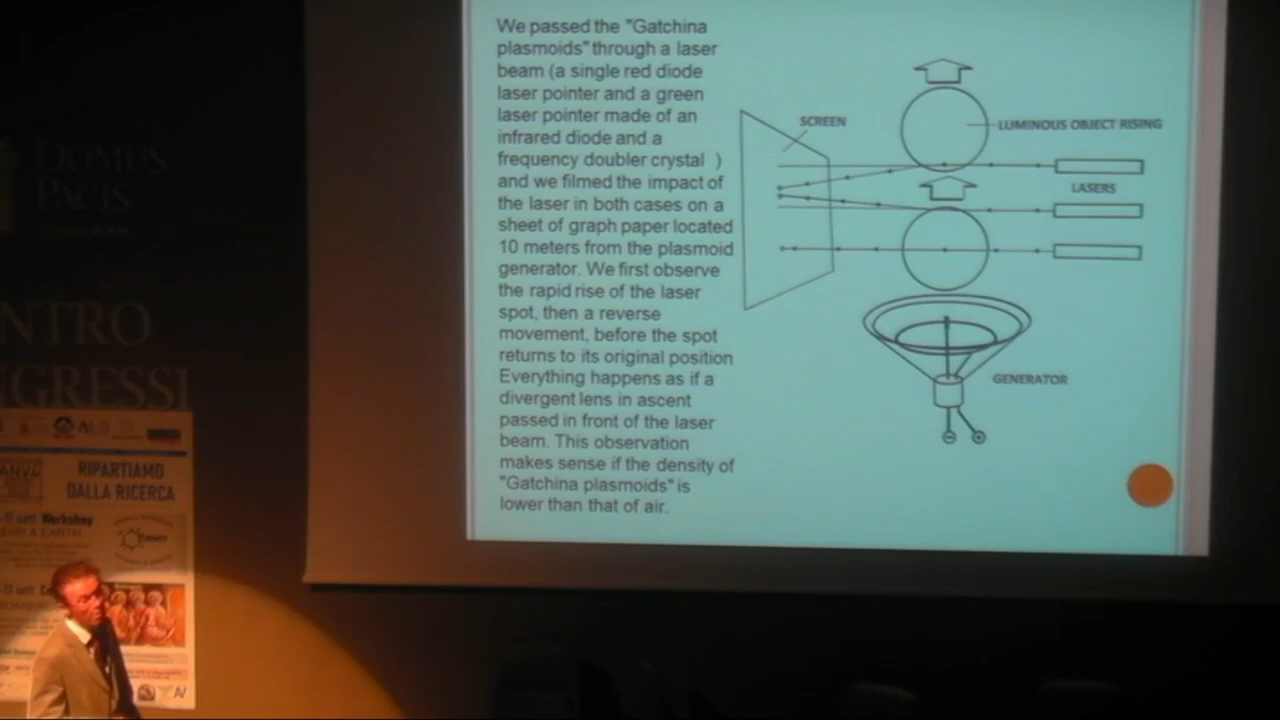 We passed the "Gatchina
plasmoids" through a laser
beam (a single red diode
laser pointer and a green
laser pointer made of an
infrared diode and a
frequency doubler crystal )
and we filmed the impact of
the laser in both cases on a
sheet of graph paper located
10 meters from the plasmoid
generator. We first observe
the rapid rise of the laser
spot, then a reverse
movement, before the spot
returns to its original position
Everything happens as if a
divergent lens in ascent
passed in front of the laser
beam. This observation
makes sense if the density of
"Gatchina plasmoids" is
lower than that of air.
SCREEN
LUMINOUS OBJECT RISING
LASERS
GENERATOR
DOMUS
PACIS
NTRO
NGRESSI
ALS
RIPARTIAMO
DALLA RICERCA
Workshop
& EARTH